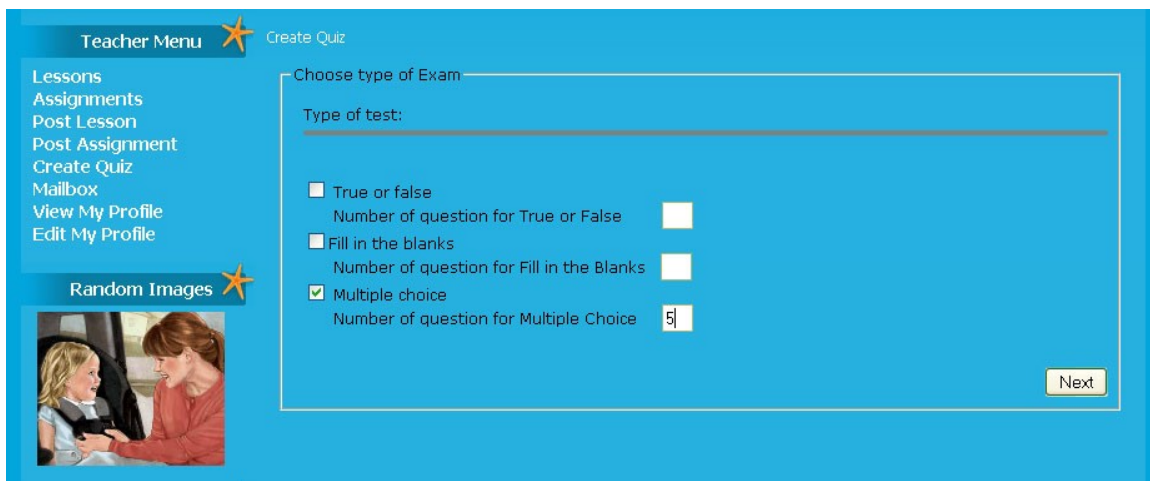 Teacher Menu
Lessons
Assignments
Post Lesson
Post Assignment
Create Quiz
Mailbox
View My Profile
Edit My Profile
Random Images
Create Quiz
Choose type of Exam
Type of test:
True or false
Number of question for True or False
Fill in the blanks
Number of question for Fill in the Blanks
Multiple choice
Number of question for Multiple Choice 5
Next